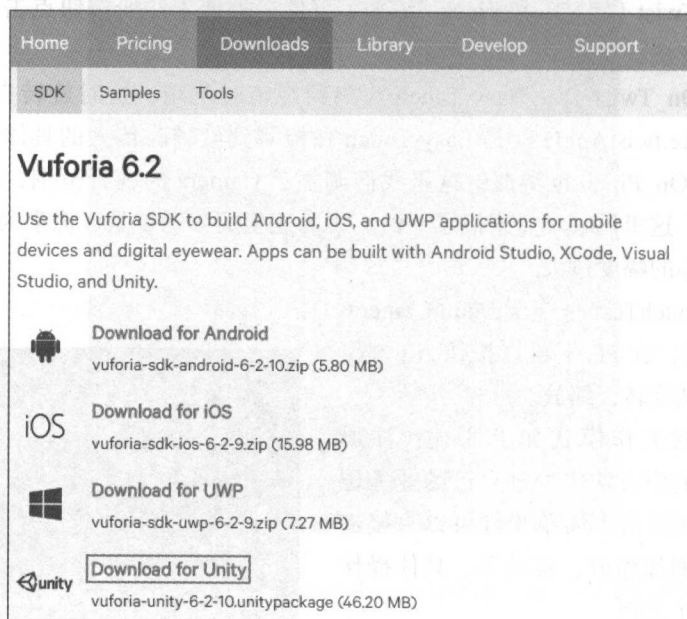 Home Pricing Downloads Library Develop Support
SDK Samples Tools
Vuforia 6.2
Use the Vuforia SDK to build Android, iOS, and UWP applications for mobile
devices and digital eyewear. Apps can be built with Android Studio, XCode, Visual
Studio, and Unity.
Download for Android
vuforia-sdk-android-6-2-10.zip (5.80 MB)
iOS
Download for iOS
vuforia-sdk-ios-6-2-9.zip (15.98 MB)
Download for UWP
vuforia-sdk-uwp-6-2-9.zip (7.27 MB)
unity
Download for Unity
vuforia-unity-6-2-10.unitypackage (46.20 MB)